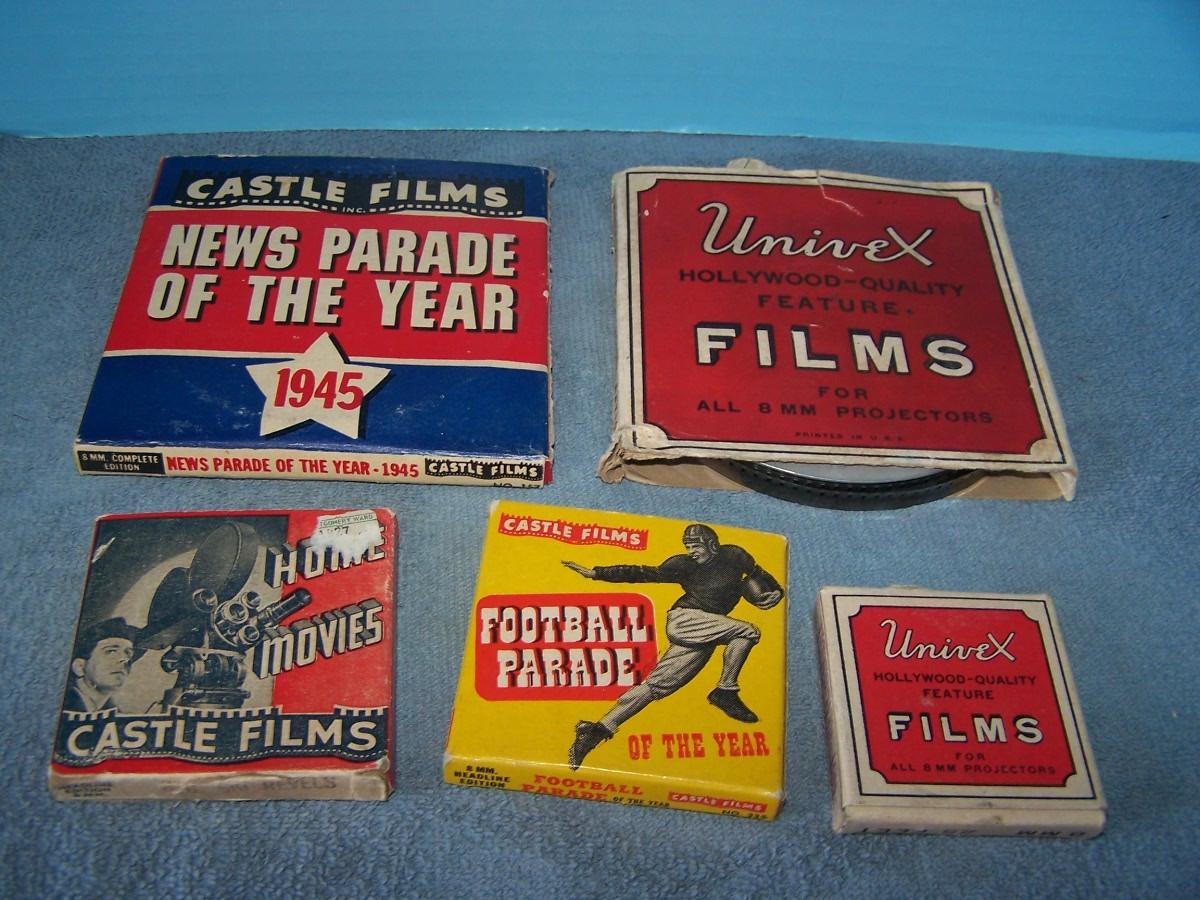 CASTLE FILMS
INC.
NEWS PARADE
OF THE YEAR
1945
8 MM. COMPLETE
EDITION
NEWS PARADE OF THE YEAR - 1945
CASTLE FILMS
UniveX
HOLLYWOOD-QUALITY
FEATURE
FILMS
FOR
ALL 8 MM PROJECTORS
PRINTED IN U.S.A.
HOME
MOVIES
CASTLE FILMS
EDITION
REVELS
CASTLE FILMS
FOOTBALL
PARADE
OF THE YEAR
8 MM.
HEADLINE
EDITION
FOOTBALL
PARADE OF THE YEAR
CASTLE FILMS
UniveX
HOLLYWOOD-QUALITY
FEATURE
FILMS
FOR
ALL 8 MM PROJECTORS